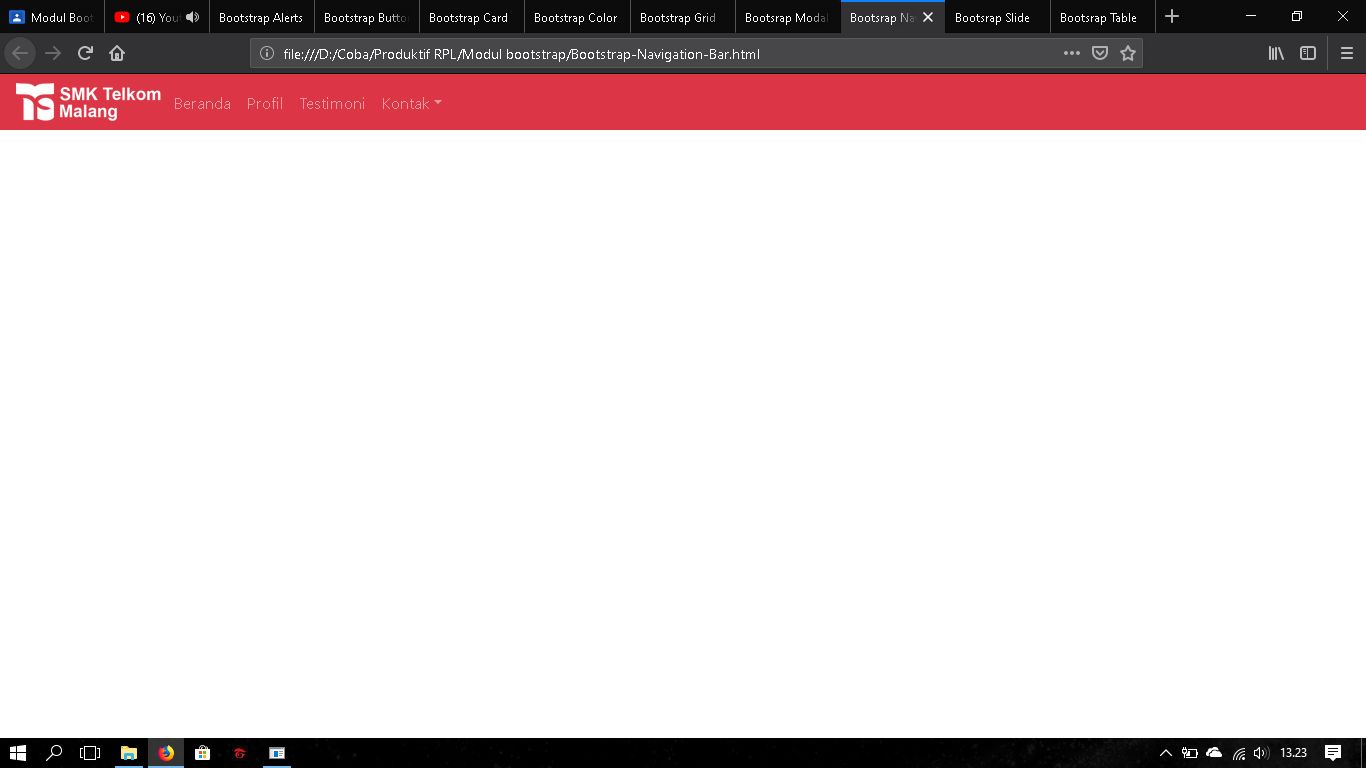 Modul Boot
(16) You
Bootstrap Alerts
Bootstrap Butto
Bootstrap Card
Bootstrap Color
Bootstrap Grid
Bootsrap Modal
Bootsrap Na
Bootsrap Slide
Bootsrap Table
file:///D:/Coba/Produktif RPL/Modul bootstrap/Bootstrap-Navigation-Bar.html
SMK Telkom
Malang
Beranda
Profil
Testimoni
Kontak
13.23